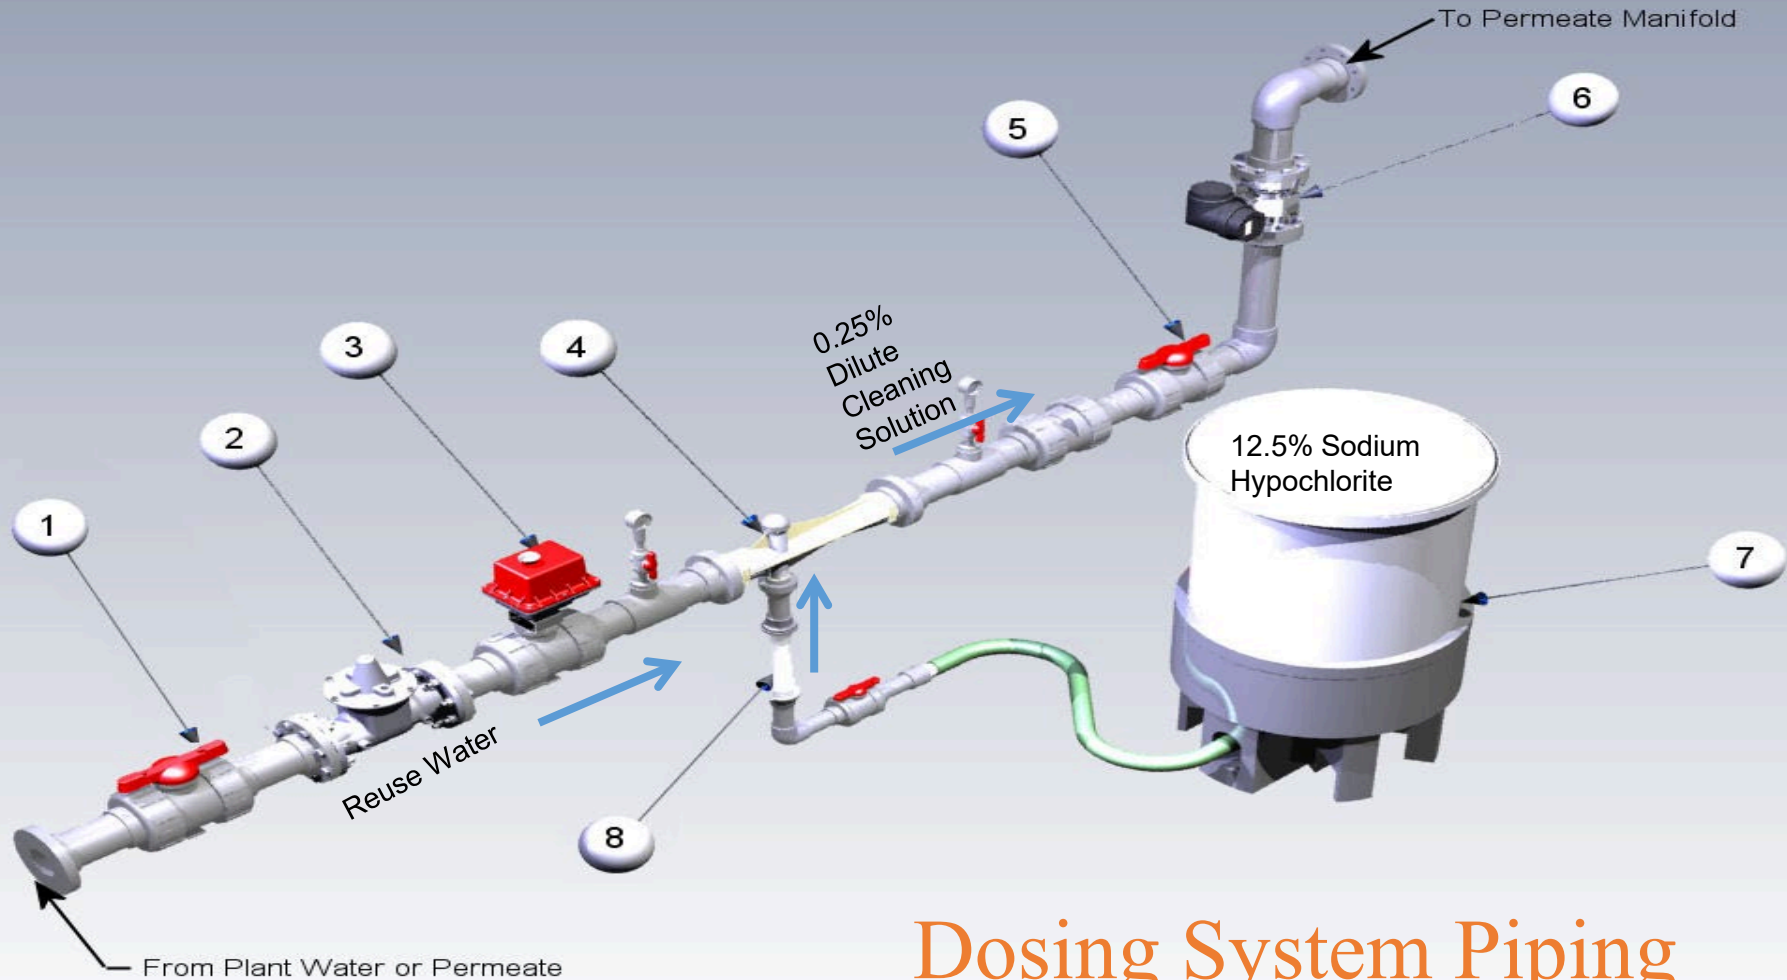 To Permeate Manifold
6
5
3
4
0.25%
Dilute
Cleaning
Solution
2
12.5% Sodium
Hypochlorite
1
7
Reuse Water
8
Dosing System Piping
From Plant Water or Permeate